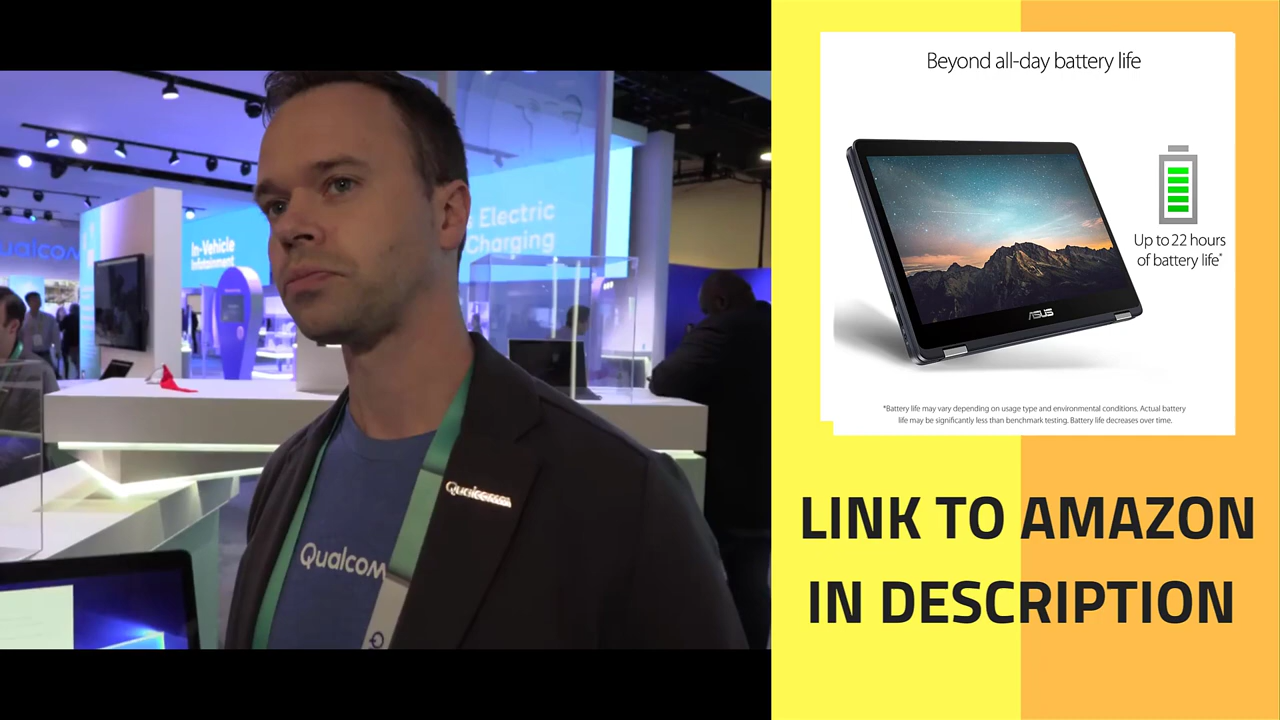 ualcom
In-Vehicle
Infotainment
Electric
Charging
Qualcomm
Qualcom
Beyond all-day battery life
ASUS
Up to 22 hours
of battery life*
*Battery life may vary depending on usage type and environmental conditions. Actual battery
life may be significantly less than benchmark testing. Battery life decreases over time.
LINK TO AMAZON
IN DESCRIPTION